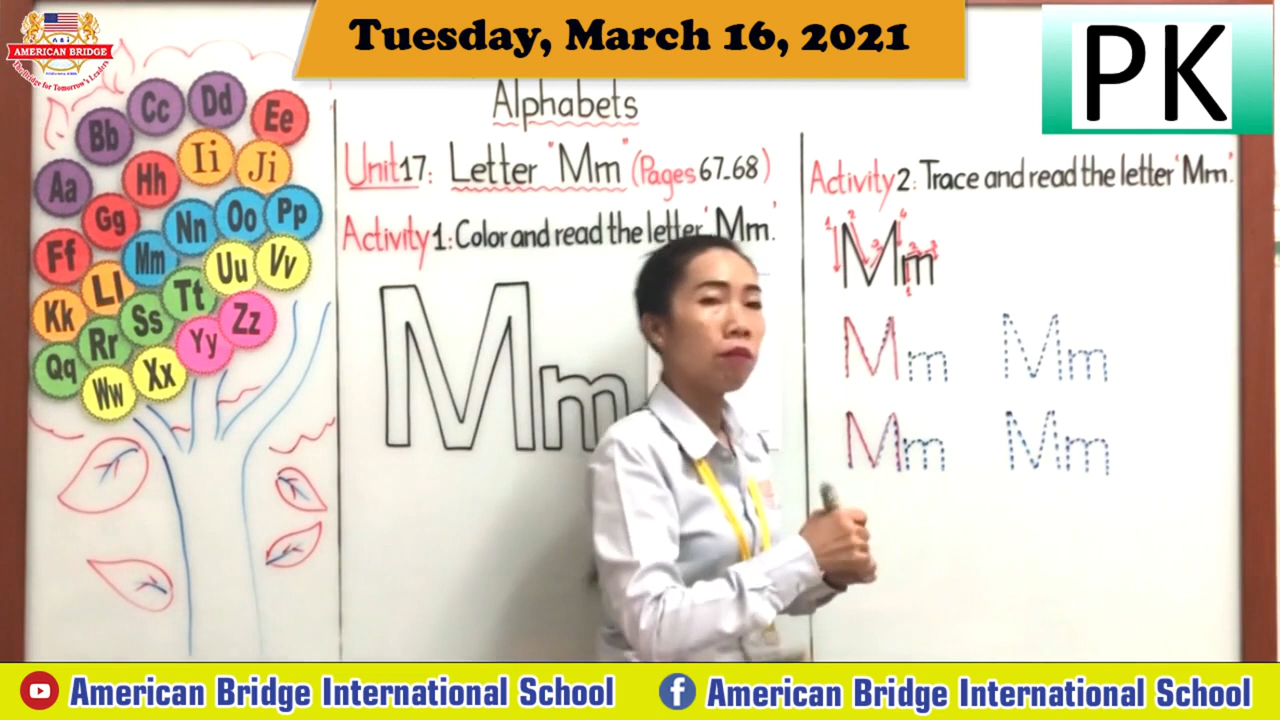 AMERICAN BRIDGE
The Bridge for Tomorrow's Leaders
Tuesday, March 16, 2021
PK
Aa
Bb
Cc
Dd
Ee
Ff
Gg
Hh
Ii
Ji
Kk
Ll
Mm
Nn
Oo
Pp
Qq
Rr
Ss
Tt
Uu
Vv
Ww
Xx
Yy
Zz
Alphabets
Unit 17: Letter "Mm" (Pages 67-68)
Activity 1: Color and read the letter 'Mm.'
Mm
Activity 2: Trace and read the letter 'Mm.'
Mm
Mm Mm
Mm Mm
American Bridge International School
American Bridge International School